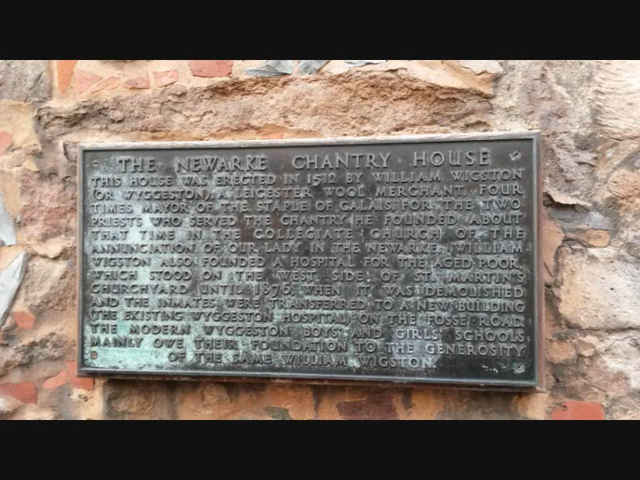 THE NEWARKE CHANTRY HOUSE
THIS HOUSE WAS ERECTED IN 1512 BY WILLIAM WIGSTON
(OR WYGGESTON), A LEICESTER WOOL MERCHANT, FOUR
TIMES MAYOR OF THE STAPLE OF CALAIS, FOR THE TWO
PRIESTS WHO SERVED THE CHANTRY HE FOUNDED ABOUT
THAT TIME IN THE COLLEGIATE CHURCH OF THE
ANNUNCIATION OF OUR LADY IN THE NEWARKE. WILLIAM
WIGSTON ALSO FOUNDED A HOSPITAL FOR THE AGED POOR,
WHICH STOOD ON THE WEST SIDE OF ST. MARTIN'S
CHURCHYARD UNTIL 1876, WHEN IT WAS DEMOLISHED
AND THE INMATES WERE TRANSFERRED TO A NEW BUILDING
(THE EXISTING WYGGESTON HOSPITAL) ON THE FOSSE ROAD
THE MODERN WYGGESTON BOYS' AND GIRLS' SCHOOLS
MAINLY OWE THEIR FOUNDATION TO THE GENEROSITY
OF THE SAME WILLIAM WIGSTON.